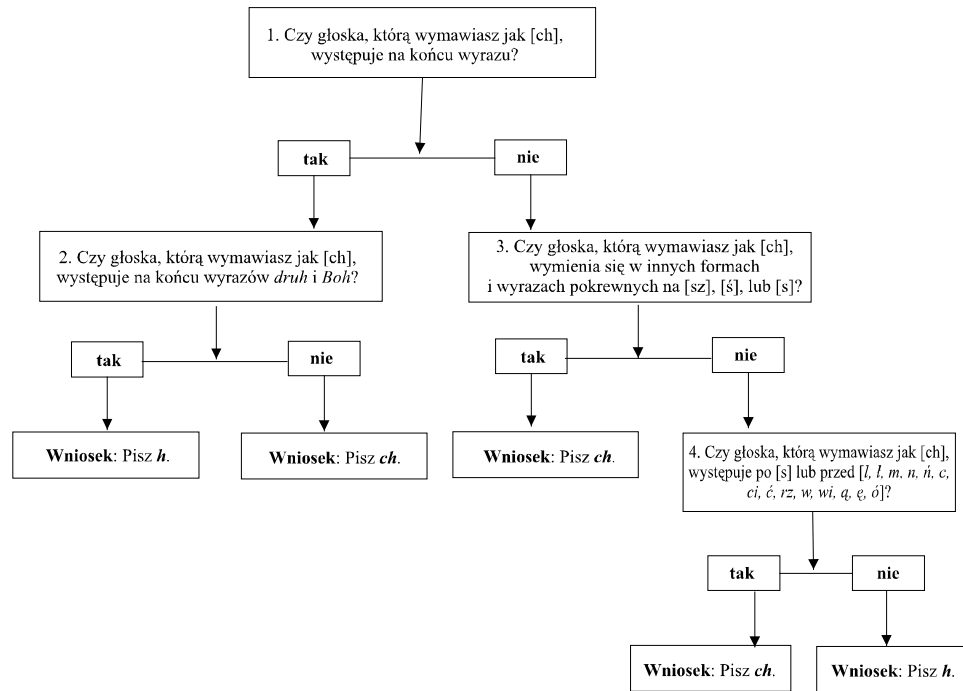 1. Czy głoska, którą wymawiasz jak [ch],
występuje na końcu wyrazu?
tak
nie
2. Czy głoska, którą wymawiasz jak [ch],
występuje na końcu wyrazów druh i Boh?
3. Czy głoska, którą wymawiasz jak [ch],
wymienia się w innych formach
i wyrazach pokrewnych na [sz], [ś], lub [s]?
tak
nie
tak
nie
Wniosek: Pisz h.
Wniosek: Pisz ch.
Wniosek: Pisz ch.
4. Czy głoska, którą wymawiasz jak [ch],
występuje po [s] lub przed [l, ł, m, n, ń, c,
ci, ć, rz, w, wi, ą, ę, ó]?
tak
nie
Wniosek: Pisz ch.
Wniosek: Pisz h.